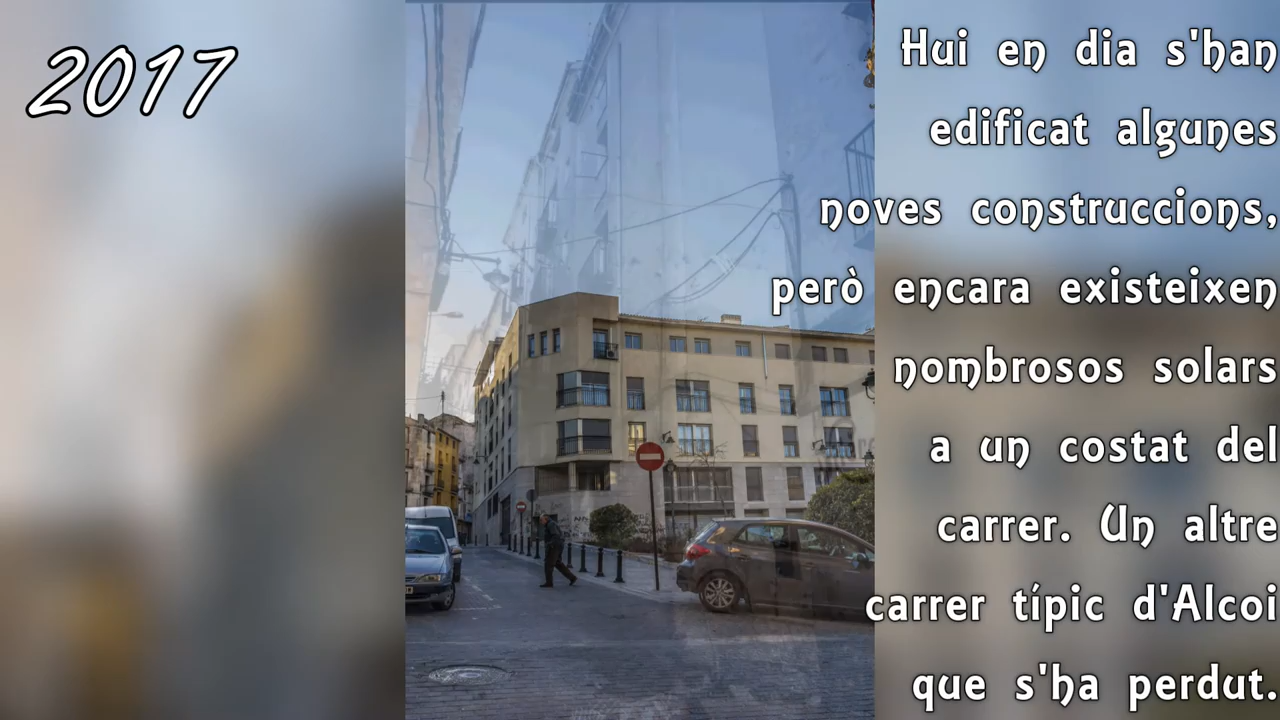 2017
Hui en dia s'han
edificat algunes
noves construccions,
però encara existeixen
nombrosos solars
a un costat del
carrer. Un altre
carrer típic d'Alcoi
que s'ha perdut.